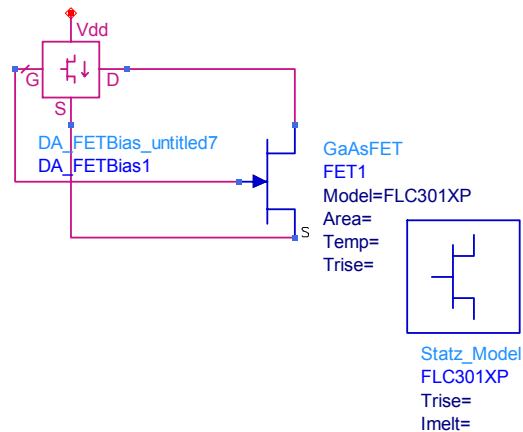 Vdd
G
D
S
DA_FETBias_untitled7
DA_FETBias1
GaAsFET
FET1
Model=FLC301XP
Area=
Temp=
Trise=
S
Statz_Model
FLC301XP
Trise=
Imelt=